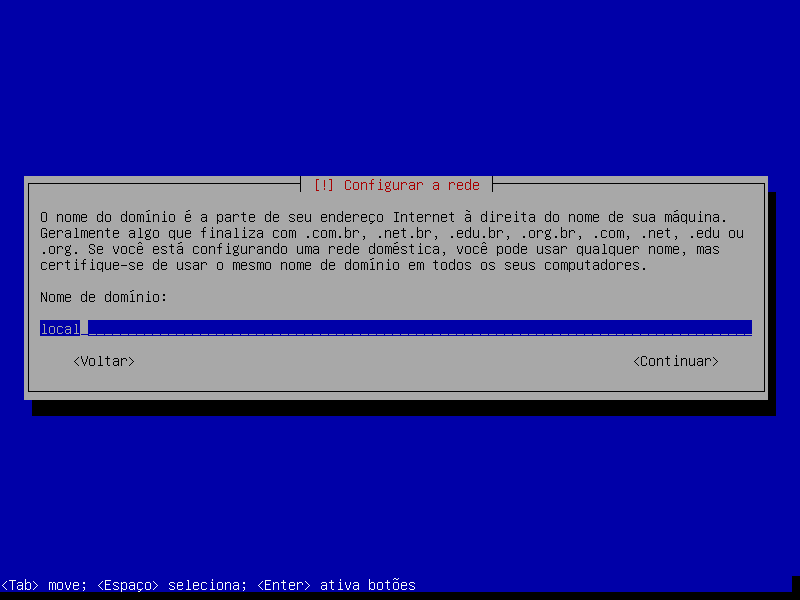 [!] Configurar a rede
O nome do domínio é a parte de seu endereço Internet à direita do nome de sua máquina.
Geralmente algo que finaliza com .com.br, .net.br, .edu.br, .org.br, .com, .net, .edu ou
.org. Se você está configurando uma rede doméstica, você pode usar qualquer nome, mas
certifique-se de usar o mesmo nome de domínio em todos os seus computadores.
Nome de domínio:
local
<Voltar> <Continuar>
<Tab> move; <Espaço> seleciona; <Enter> ativa botões